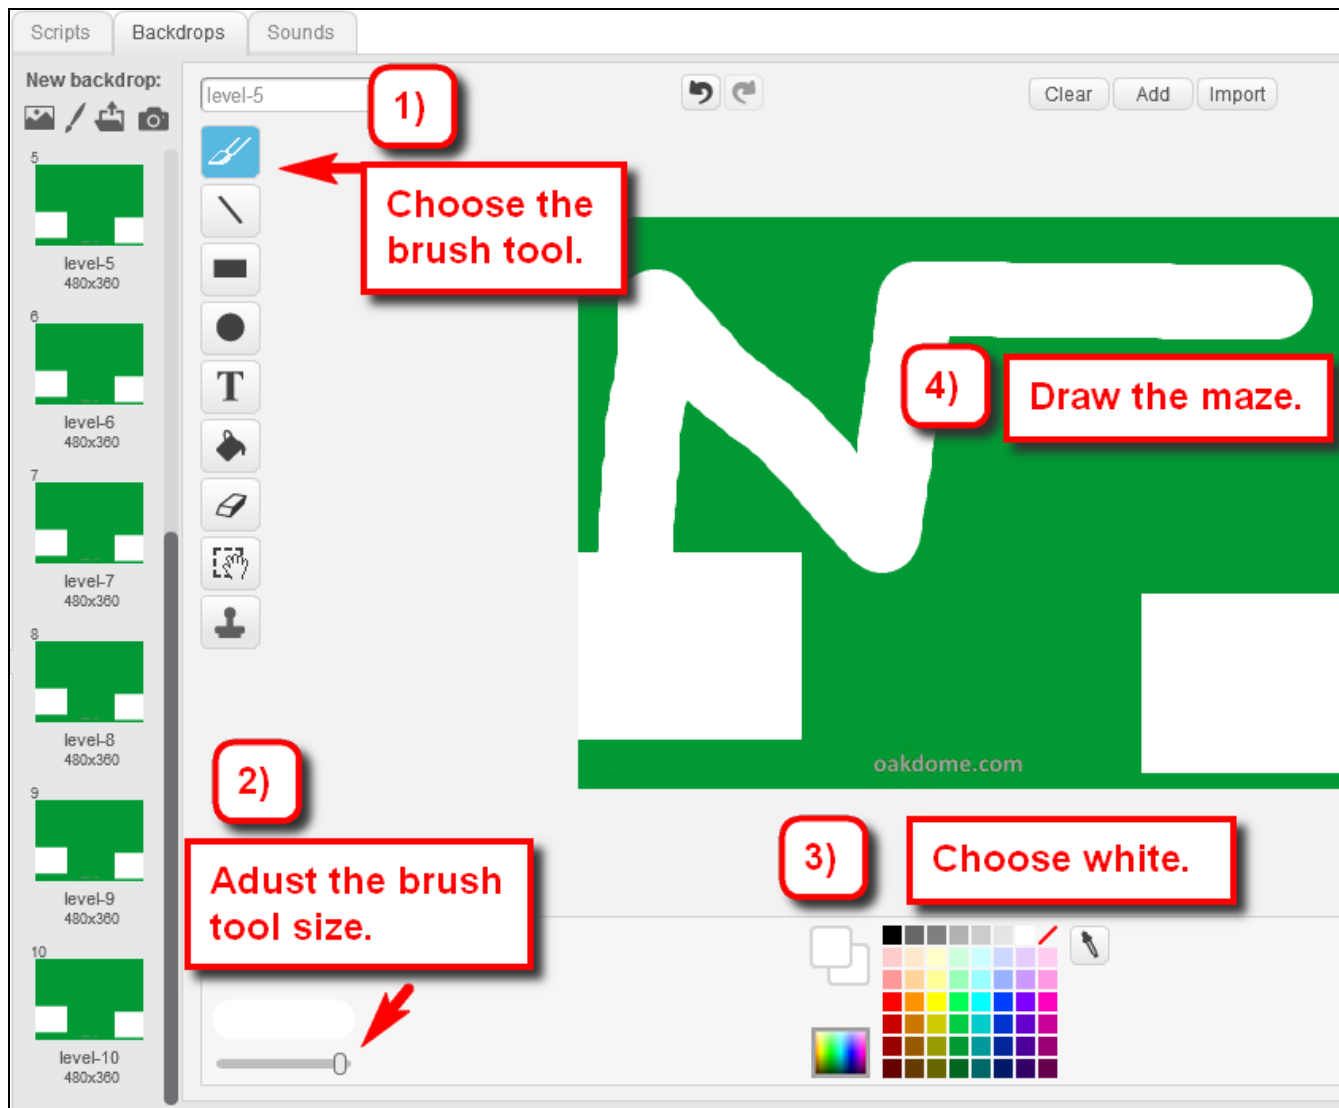 Scripts Backdrops Sounds
New backdrop:
level-5
1)
Clear Add Import
Choose the
brush tool.
5
level-5
480x360
6
level-6
480x360
7
level-7
480x360
8
level-8
480x360
9
level-9
480x360
10
level-10
480x360
T
4)
Draw the maze.
oakdome.com
2)
Adust the brush
tool size.
3)
Choose white.